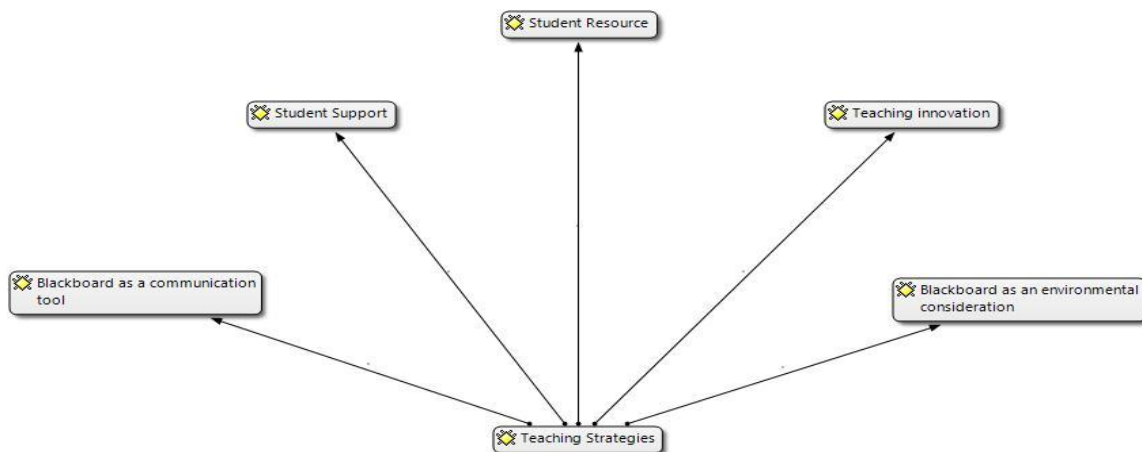 Student Resource
Student Support
Teaching innovation
Blackboard as a communication
tool
Blackboard as an environmental
consideration
Teaching Strategies